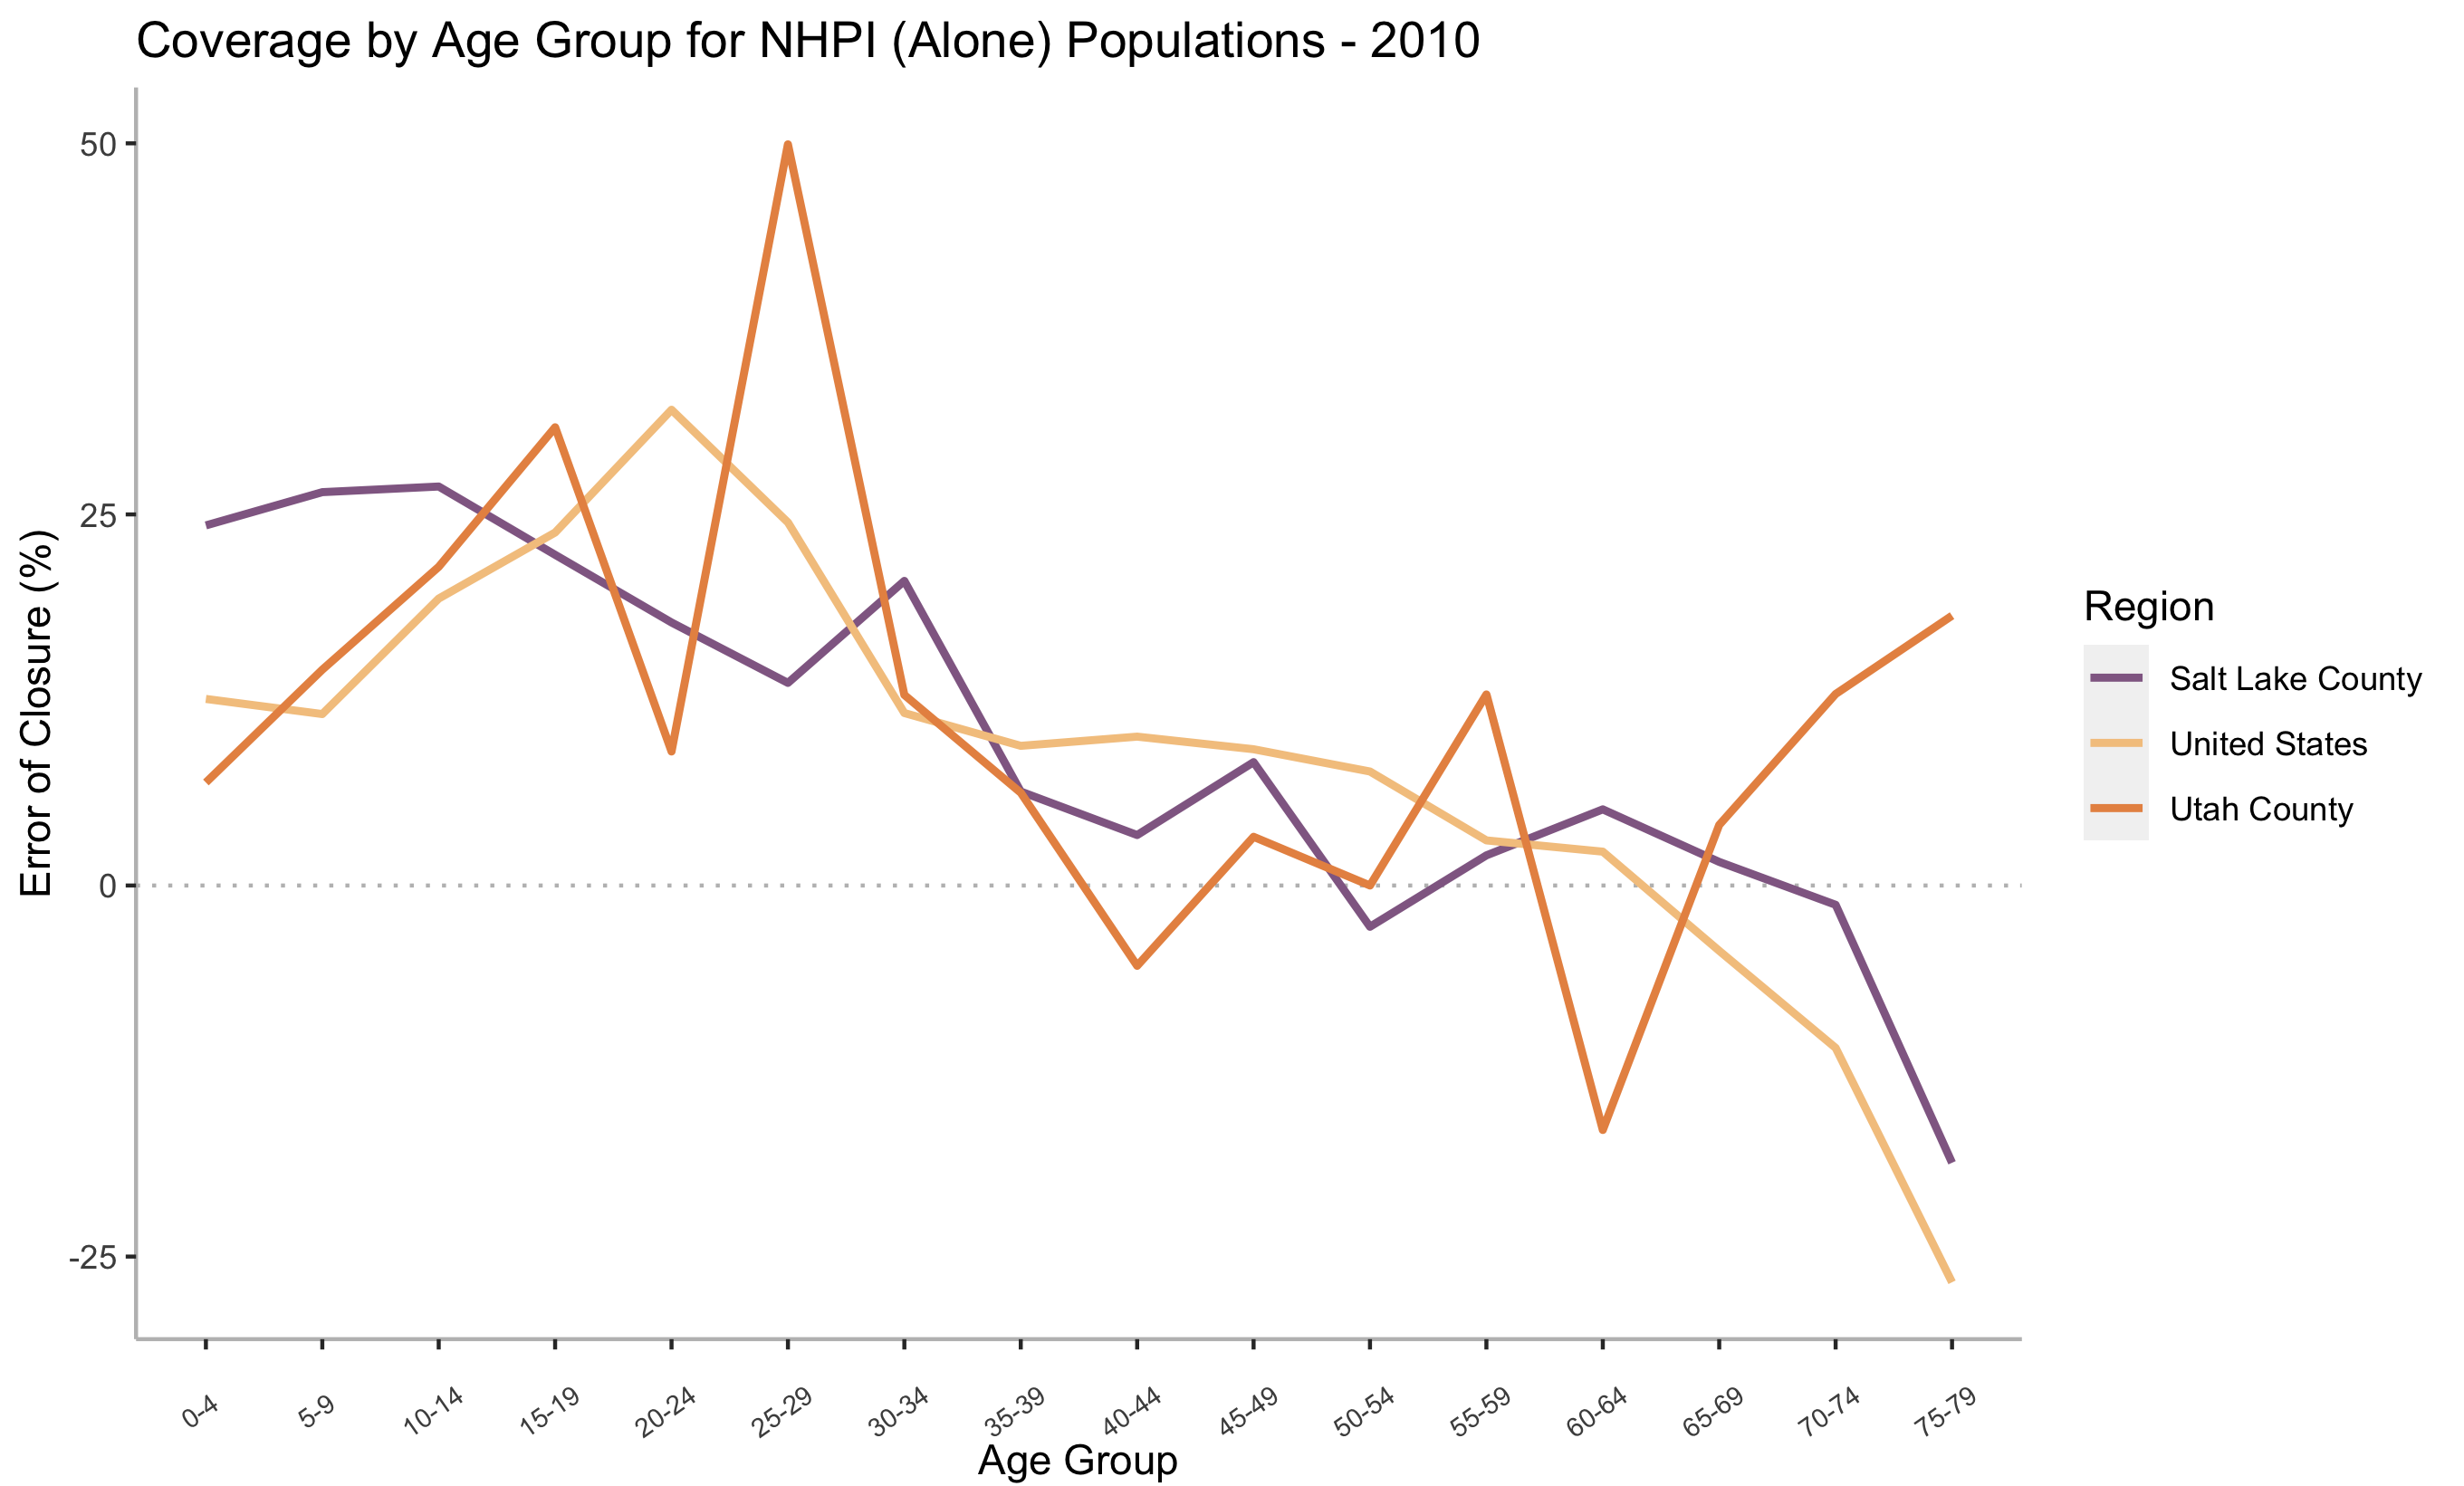 Coverage by Age Group for NHPI (Alone) Populations - 2010
Error of Closure (%)
50
25
0
-25
0-4
5-9
10-14
15-19
20-24
25-29
30-34
35-39
40-44
45-49
50-54
55-59
60-64
65-69
70-74
75-79
Age Group
Region
Salt Lake County
United States
Utah County